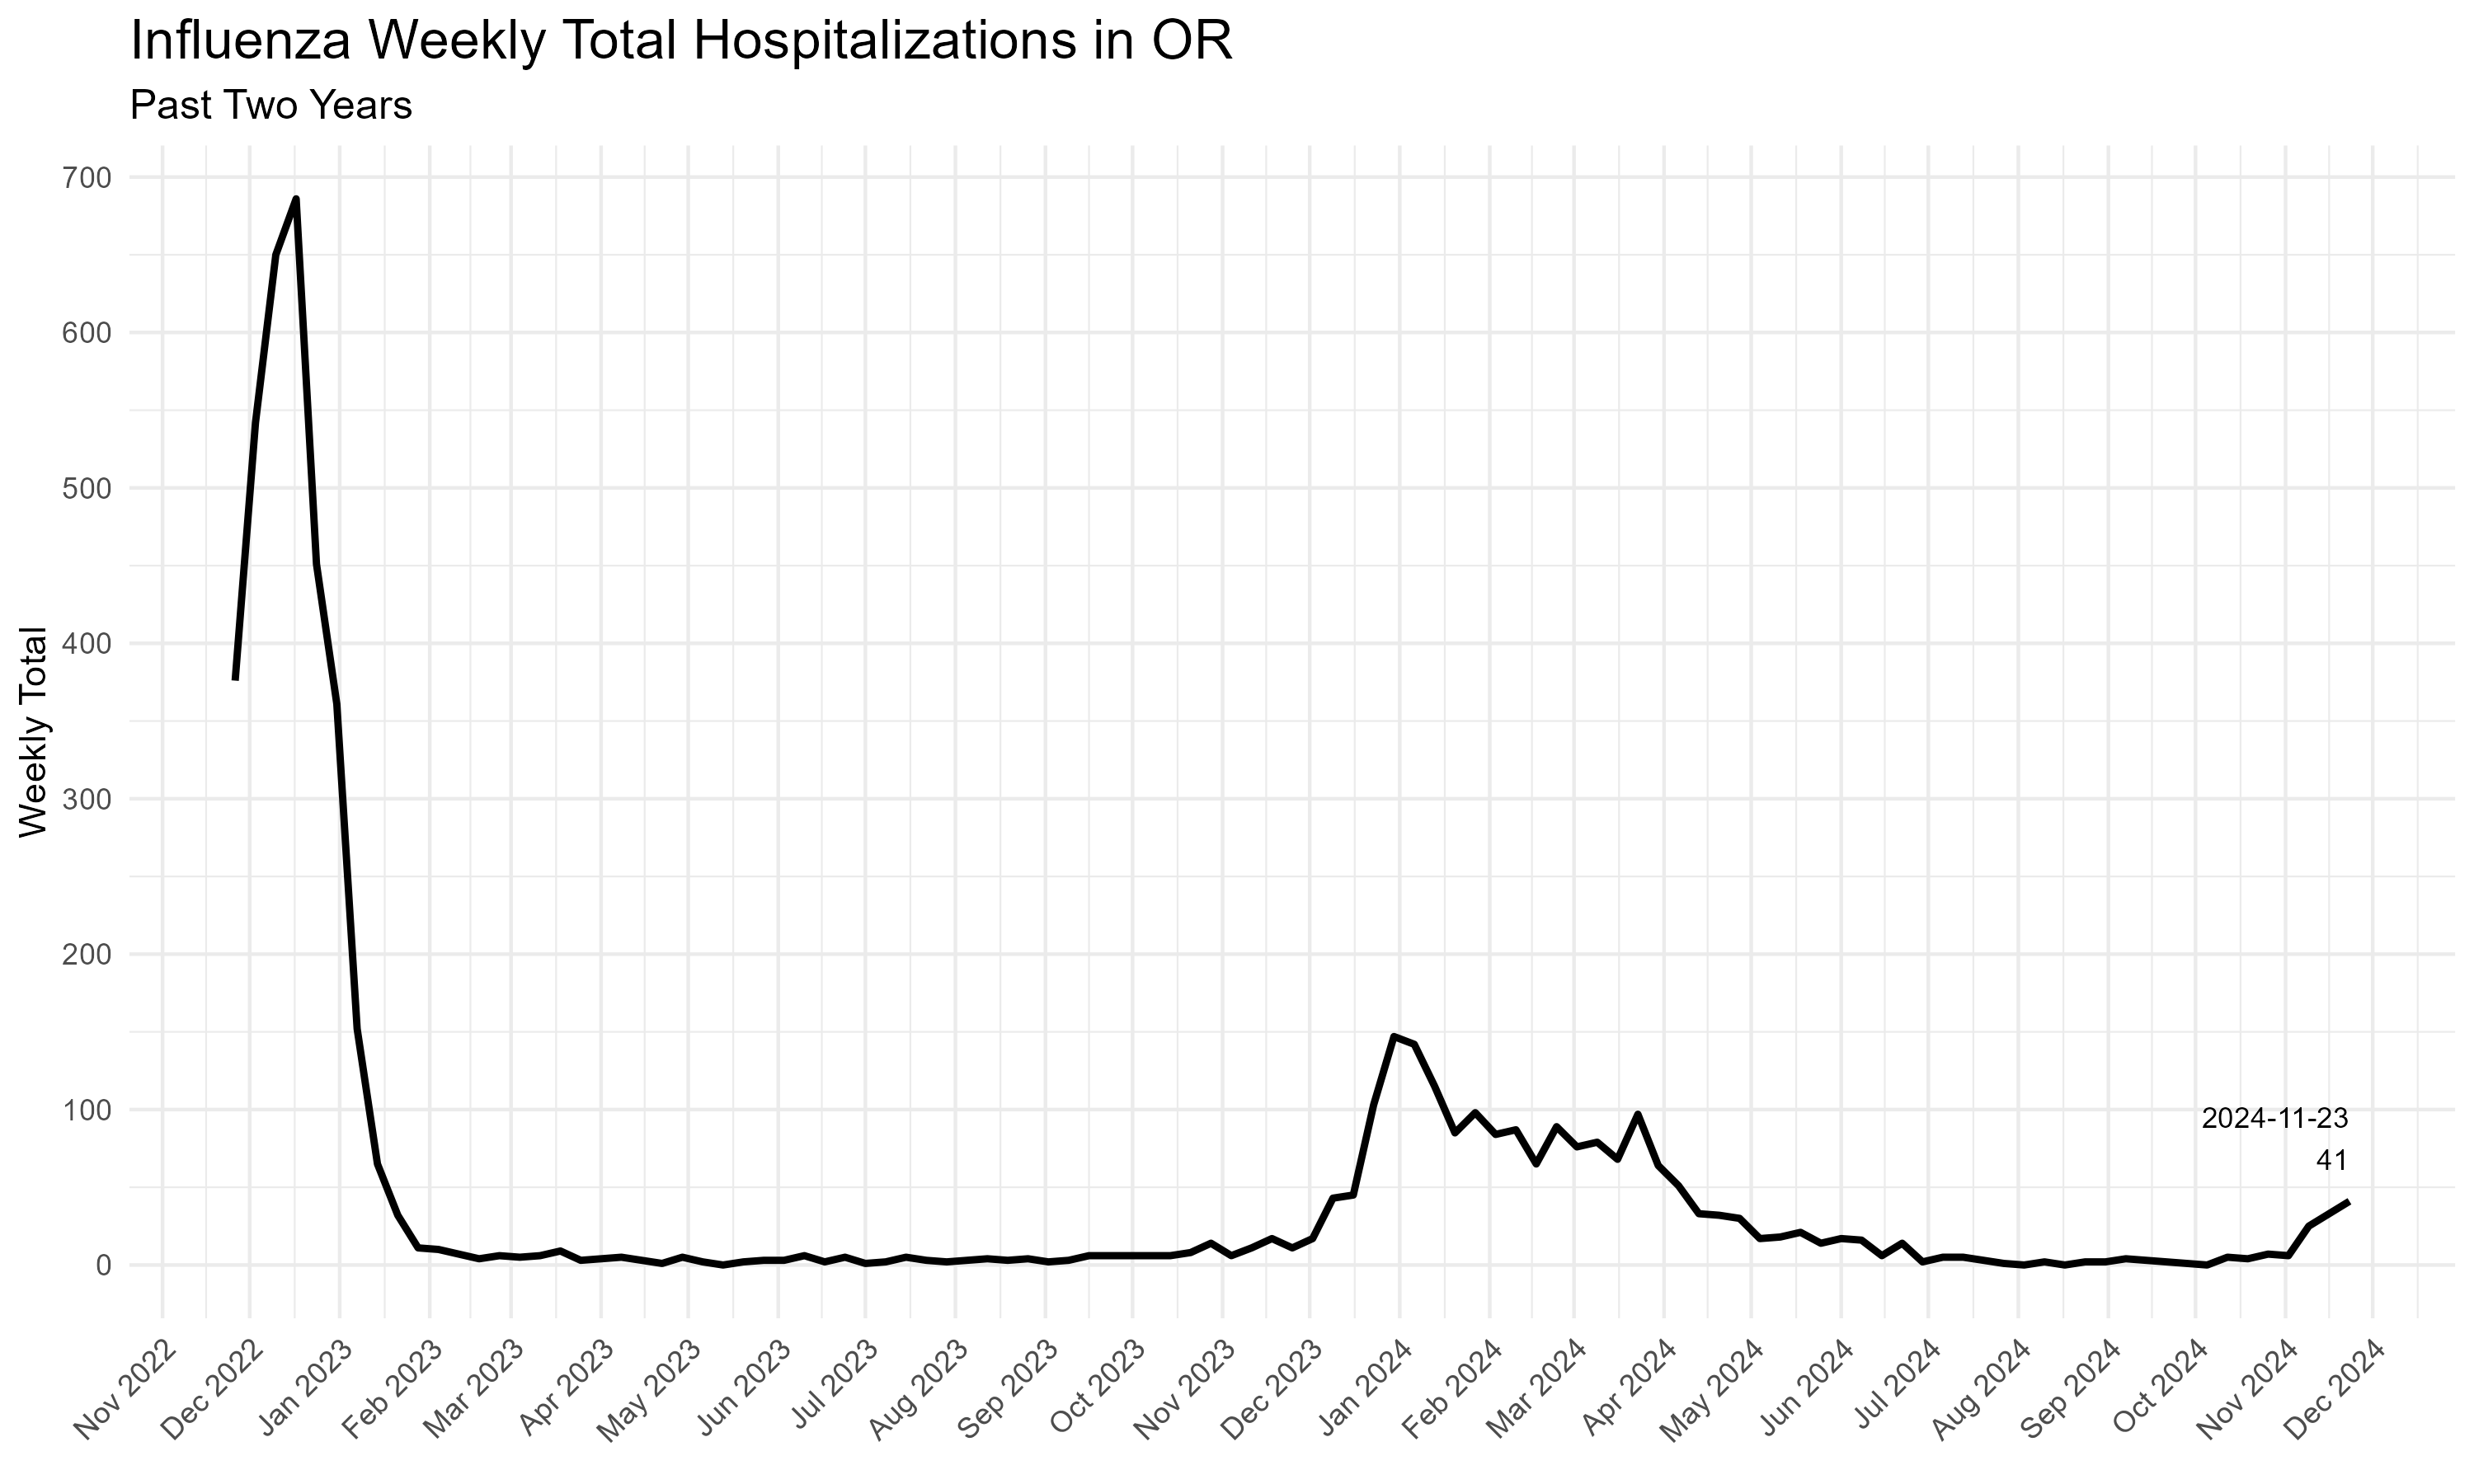 Influenza Weekly Total Hospitalizations in OR
Past Two Years
Weekly Total
700
600
500
400
300
200
100
0
2024-11-23
41
Nov 2022
Dec 2022
Jan 2023
Feb 2023
Mar 2023
Apr 2023
May 2023
Jun 2023
Jul 2023
Aug 2023
Sep 2023
Oct 2023
Nov 2023
Dec 2023
Jan 2024
Feb 2024
Mar 2024
Apr 2024
May 2024
Jun 2024
Jul 2024
Aug 2024
Sep 2024
Oct 2024
Nov 2024
Dec 2024